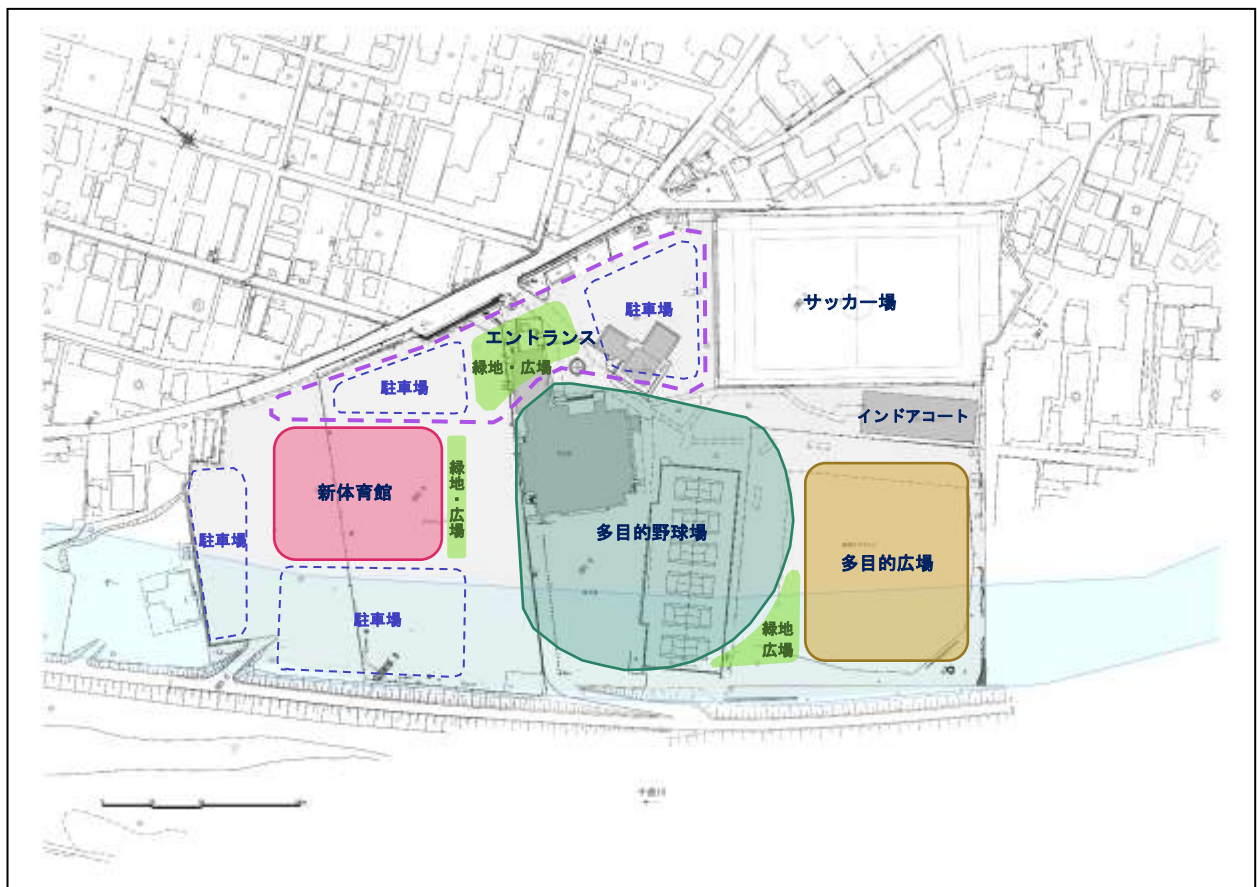 サッカー場
駐車場
エントランス
緑地・広場
駐車場
インドアコート
新体育館
緑地・広場
駐車場
多目的野球場
多目的広場
駐車場
緑地
広場
千曲川